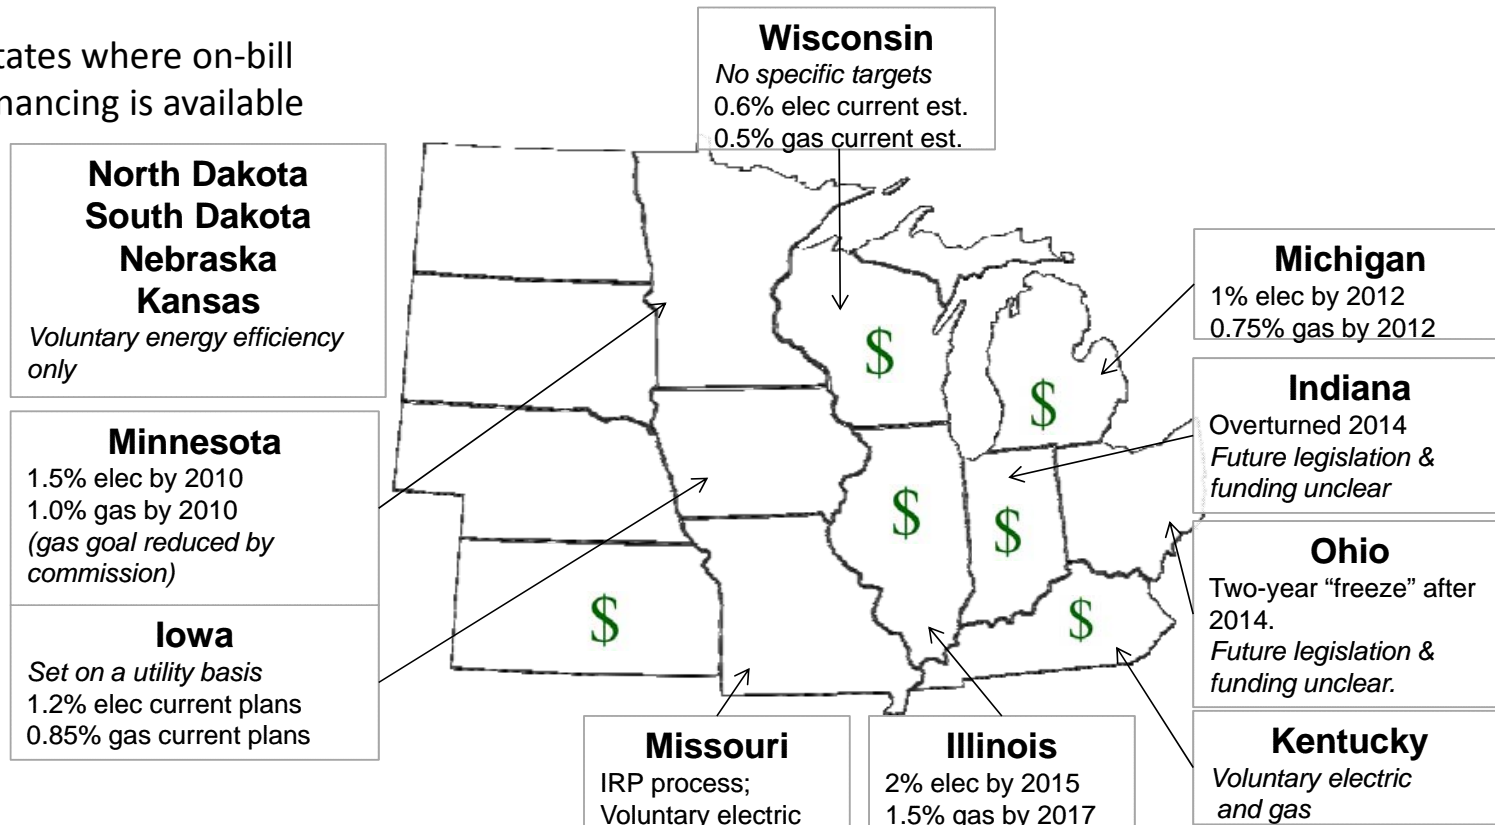 tates where on-bill
nancing is available
Wisconsin
No specific targets
0.6% elec current est.
0.5% gas current est.
North Dakota
South Dakota
Nebraska
Kansas
Voluntary energy efficiency
only
Michigan
1% elec by 2012
0.75% gas by 2012
Indiana
Overturned 2014
Future legislation &
funding unclear
Minnesota
1.5% elec by 2010
1.0% gas by 2010
(gas goal reduced by
commission)
Ohio
Two-year “freeze” after
2014.
Future legislation &
funding unclear.
Iowa
Set on a utility basis
1.2% elec current plans
0.85% gas current plans
Missouri
IRP process;
Voluntary electric
Illinois
2% elec by 2015
1.5% gas by 2017
Kentucky
Voluntary electric
and gas
$
$
$
$
$
$